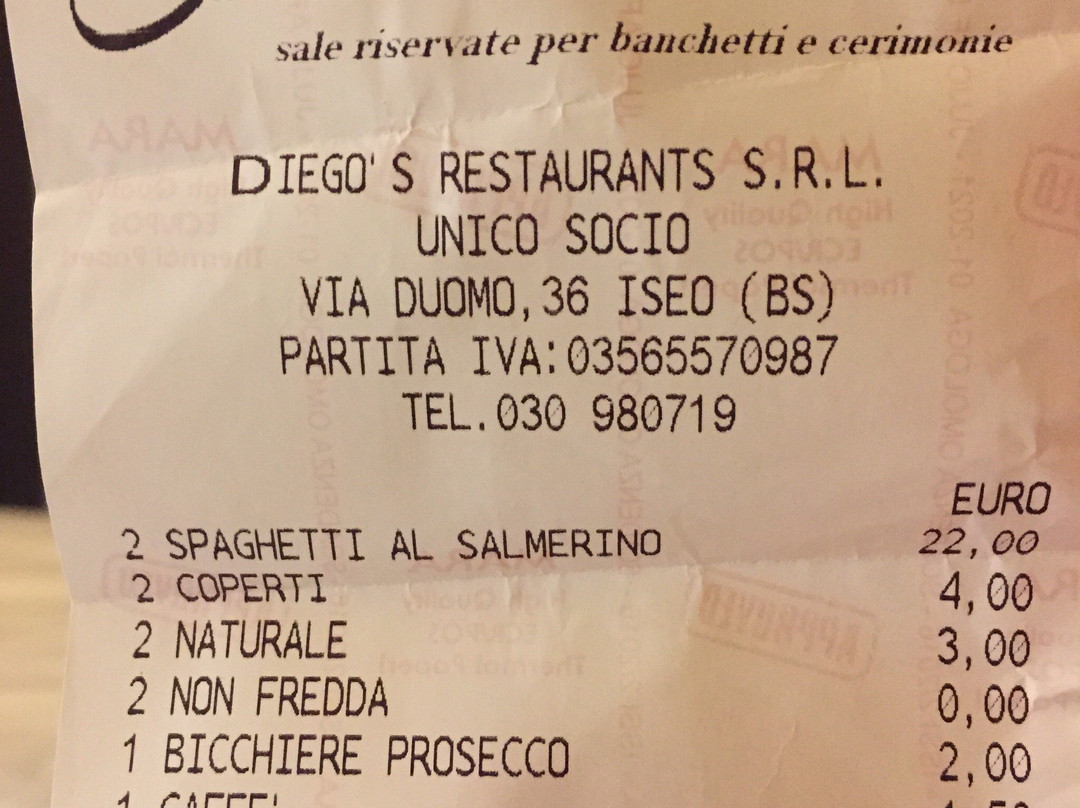 sale riservate per banchetti e cerimonie
DIEGO'S RESTAURANTS S.R.L.
UNICO SOCIO
VIA DUOMO,36 ISEO (BS)
PARTITA IVA:03565570987
TEL.030 980719
EURO
2 SPAGHETTI AL SALMERINO 22,00
2 COPERTI 4,00
2 NATURALE 3,00
2 NON FREDDA 0,00
1 BICCHIERE PROSECCO 2,00
1 CAFFE'